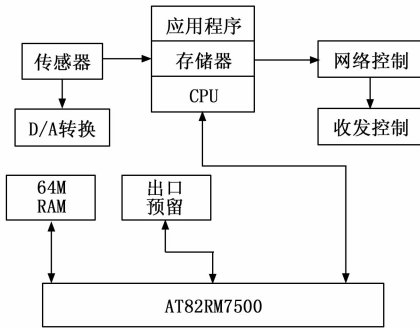 应用程序
传感器
存储器
网络控制
CPU
D/A转换
收发控制
64M
RAM
出口
预留
AT82RM7500